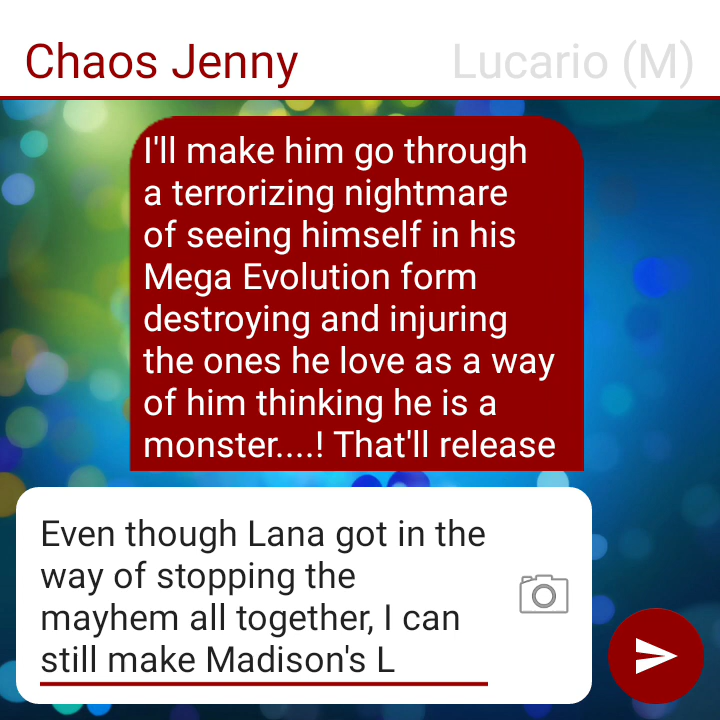 Chaos Jenny
Lucario (M)
I'll make him go through
a terrorizing nightmare
of seeing himself in his
Mega Evolution form
destroying and injuring
the ones he love as a way
of him thinking he is a
monster....! That'll release
Even though Lana got in the
way of stopping the
mayhem all together, I can
still make Madison's L